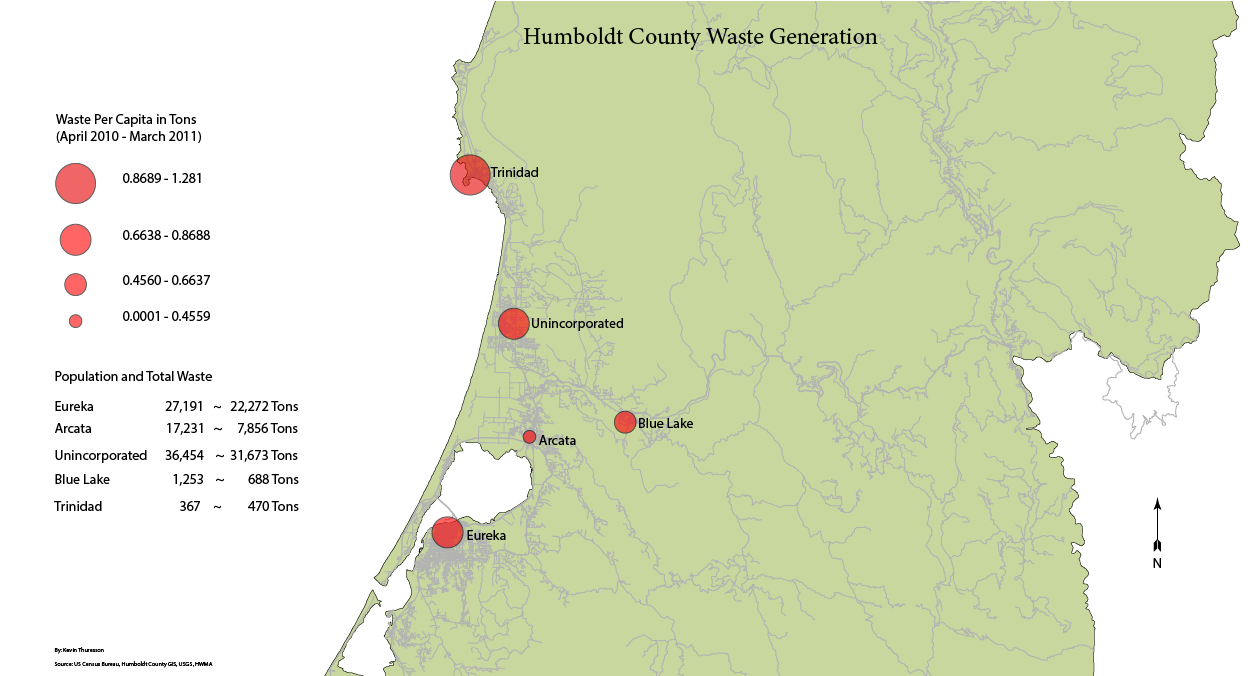 Humboldt County Waste Generation
Waste Per Capita in Tons
(April 2010 - March 2011)
0.8689 - 1.281
0.6638 - 0.8688
0.4560 - 0.6637
0.0001 - 0.4559
Population and Total Waste
Eureka 27,191 ~ 22,272 Tons
Arcata 17,231 ~ 7,856 Tons
Unincorporated 36,454 ~ 31,673 Tons
Blue Lake 1,253 ~ 688 Tons
Trinidad 367 ~ 470 Tons
By: Kevin Thuresson
Source: US Census Bureau, Humboldt County GIS, USGS, HWMA
Trinidad
Unincorporated
Blue Lake
Arcata
Eureka
N